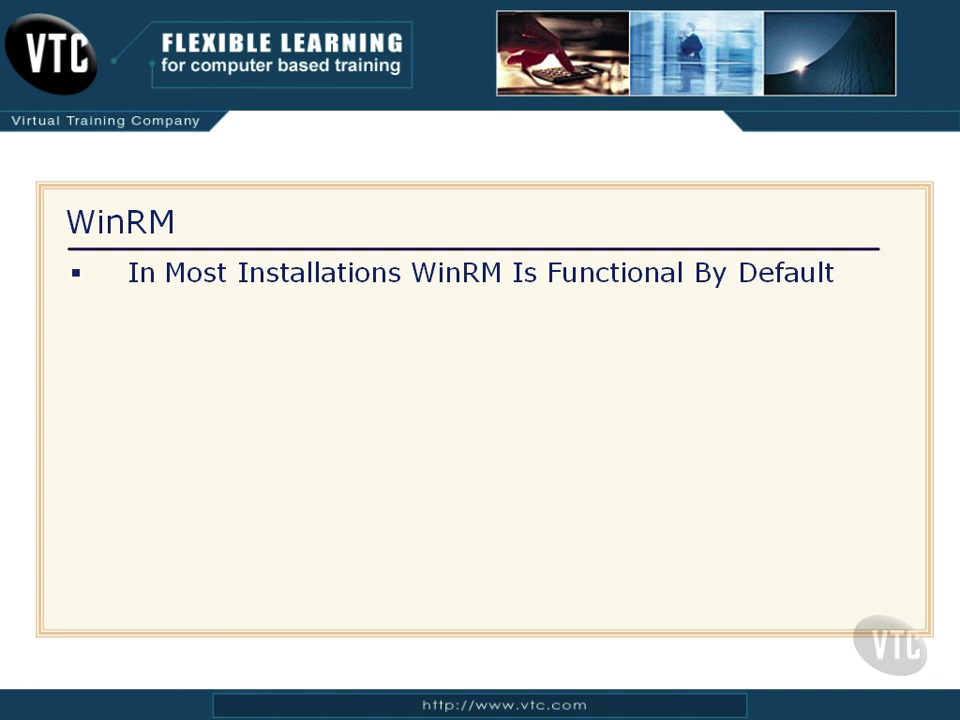 VTC
FLEXIBLE LEARNING
for computer based training
Virtual Training Company
WinRM
▪ In Most Installations WinRM Is Functional By Default
VTC
http://www.vtc.com